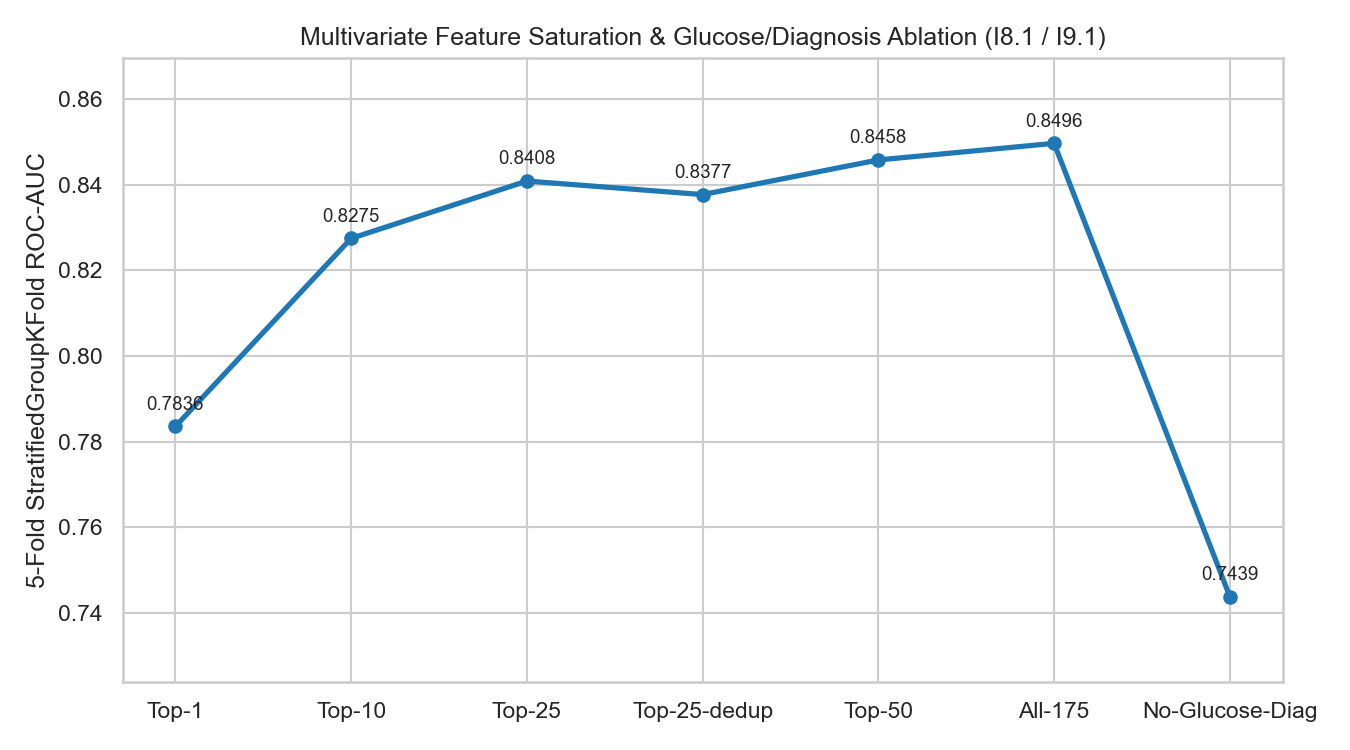 Multivariate Feature Saturation & Glucose/Diagnosis Ablation (I8.1 / I9.1)
5-Fold StratifiedGroupKFold ROC-AUC
0.86
0.84
0.82
0.80
0.78
0.76
0.74
0.7836
0.8275
0.8408
0.8377
0.8458
0.8496
0.7439
Top-1
Top-10
Top-25
Top-25-dedup
Top-50
All-175
No-Glucose-Diag